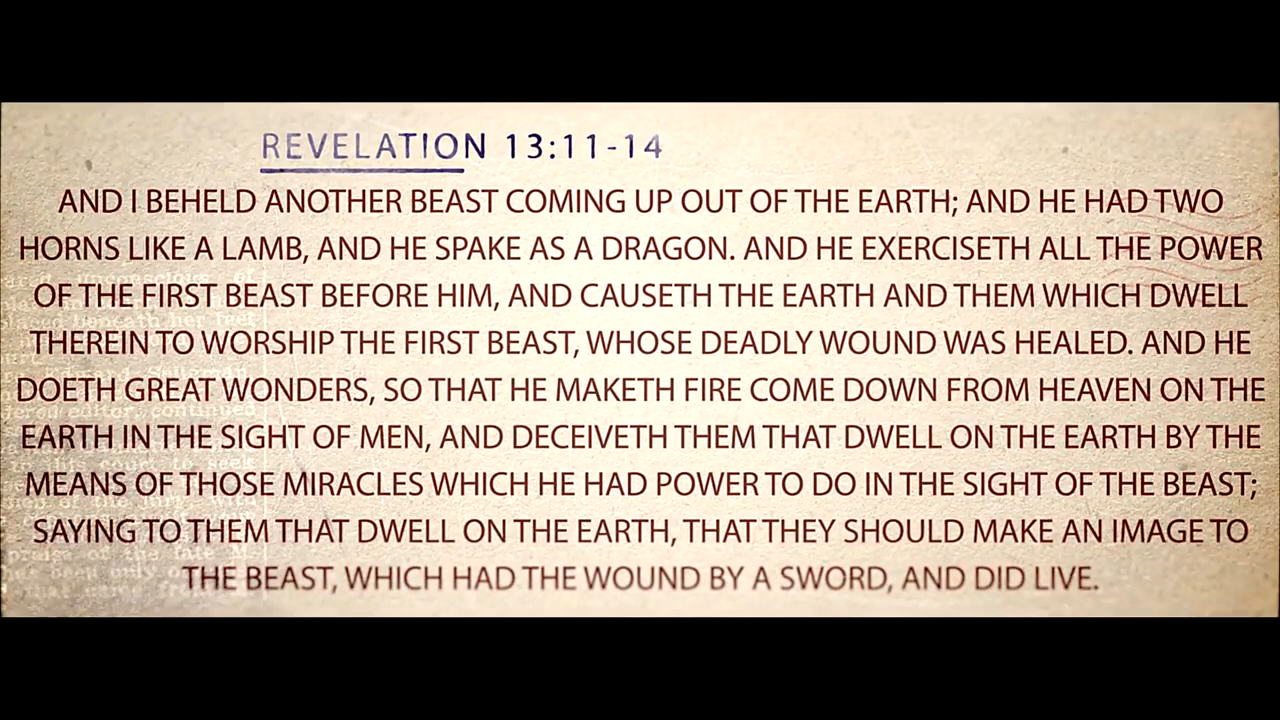 REVELATION 13:11-14
AND I BEHELD ANOTHER BEAST COMING UP OUT OF THE EARTH; AND HE HAD TWO
HORNS LIKE A LAMB, AND HE SPAKE AS A DRAGON. AND HE EXERCISETH ALL THE POWER
OF THE FIRST BEAST BEFORE HIM, AND CAUSETH THE EARTH AND THEM WHICH DWELL
THEREIN TO WORSHIP THE FIRST BEAST, WHOSE DEADLY WOUND WAS HEALED. AND HE
DOETH GREAT WONDERS, SO THAT HE MAKETH FIRE COME DOWN FROM HEAVEN ON THE
EARTH IN THE SIGHT OF MEN, AND DECEIVETH THEM THAT DWELL ON THE EARTH BY THE
MEANS OF THOSE MIRACLES WHICH HE HAD POWER TO DO IN THE SIGHT OF THE BEAST;
SAYING TO THEM THAT DWELL ON THE EARTH, THAT THEY SHOULD MAKE AN IMAGE TO
THE BEAST, WHICH HAD THE WOUND BY A SWORD, AND DID LIVE.